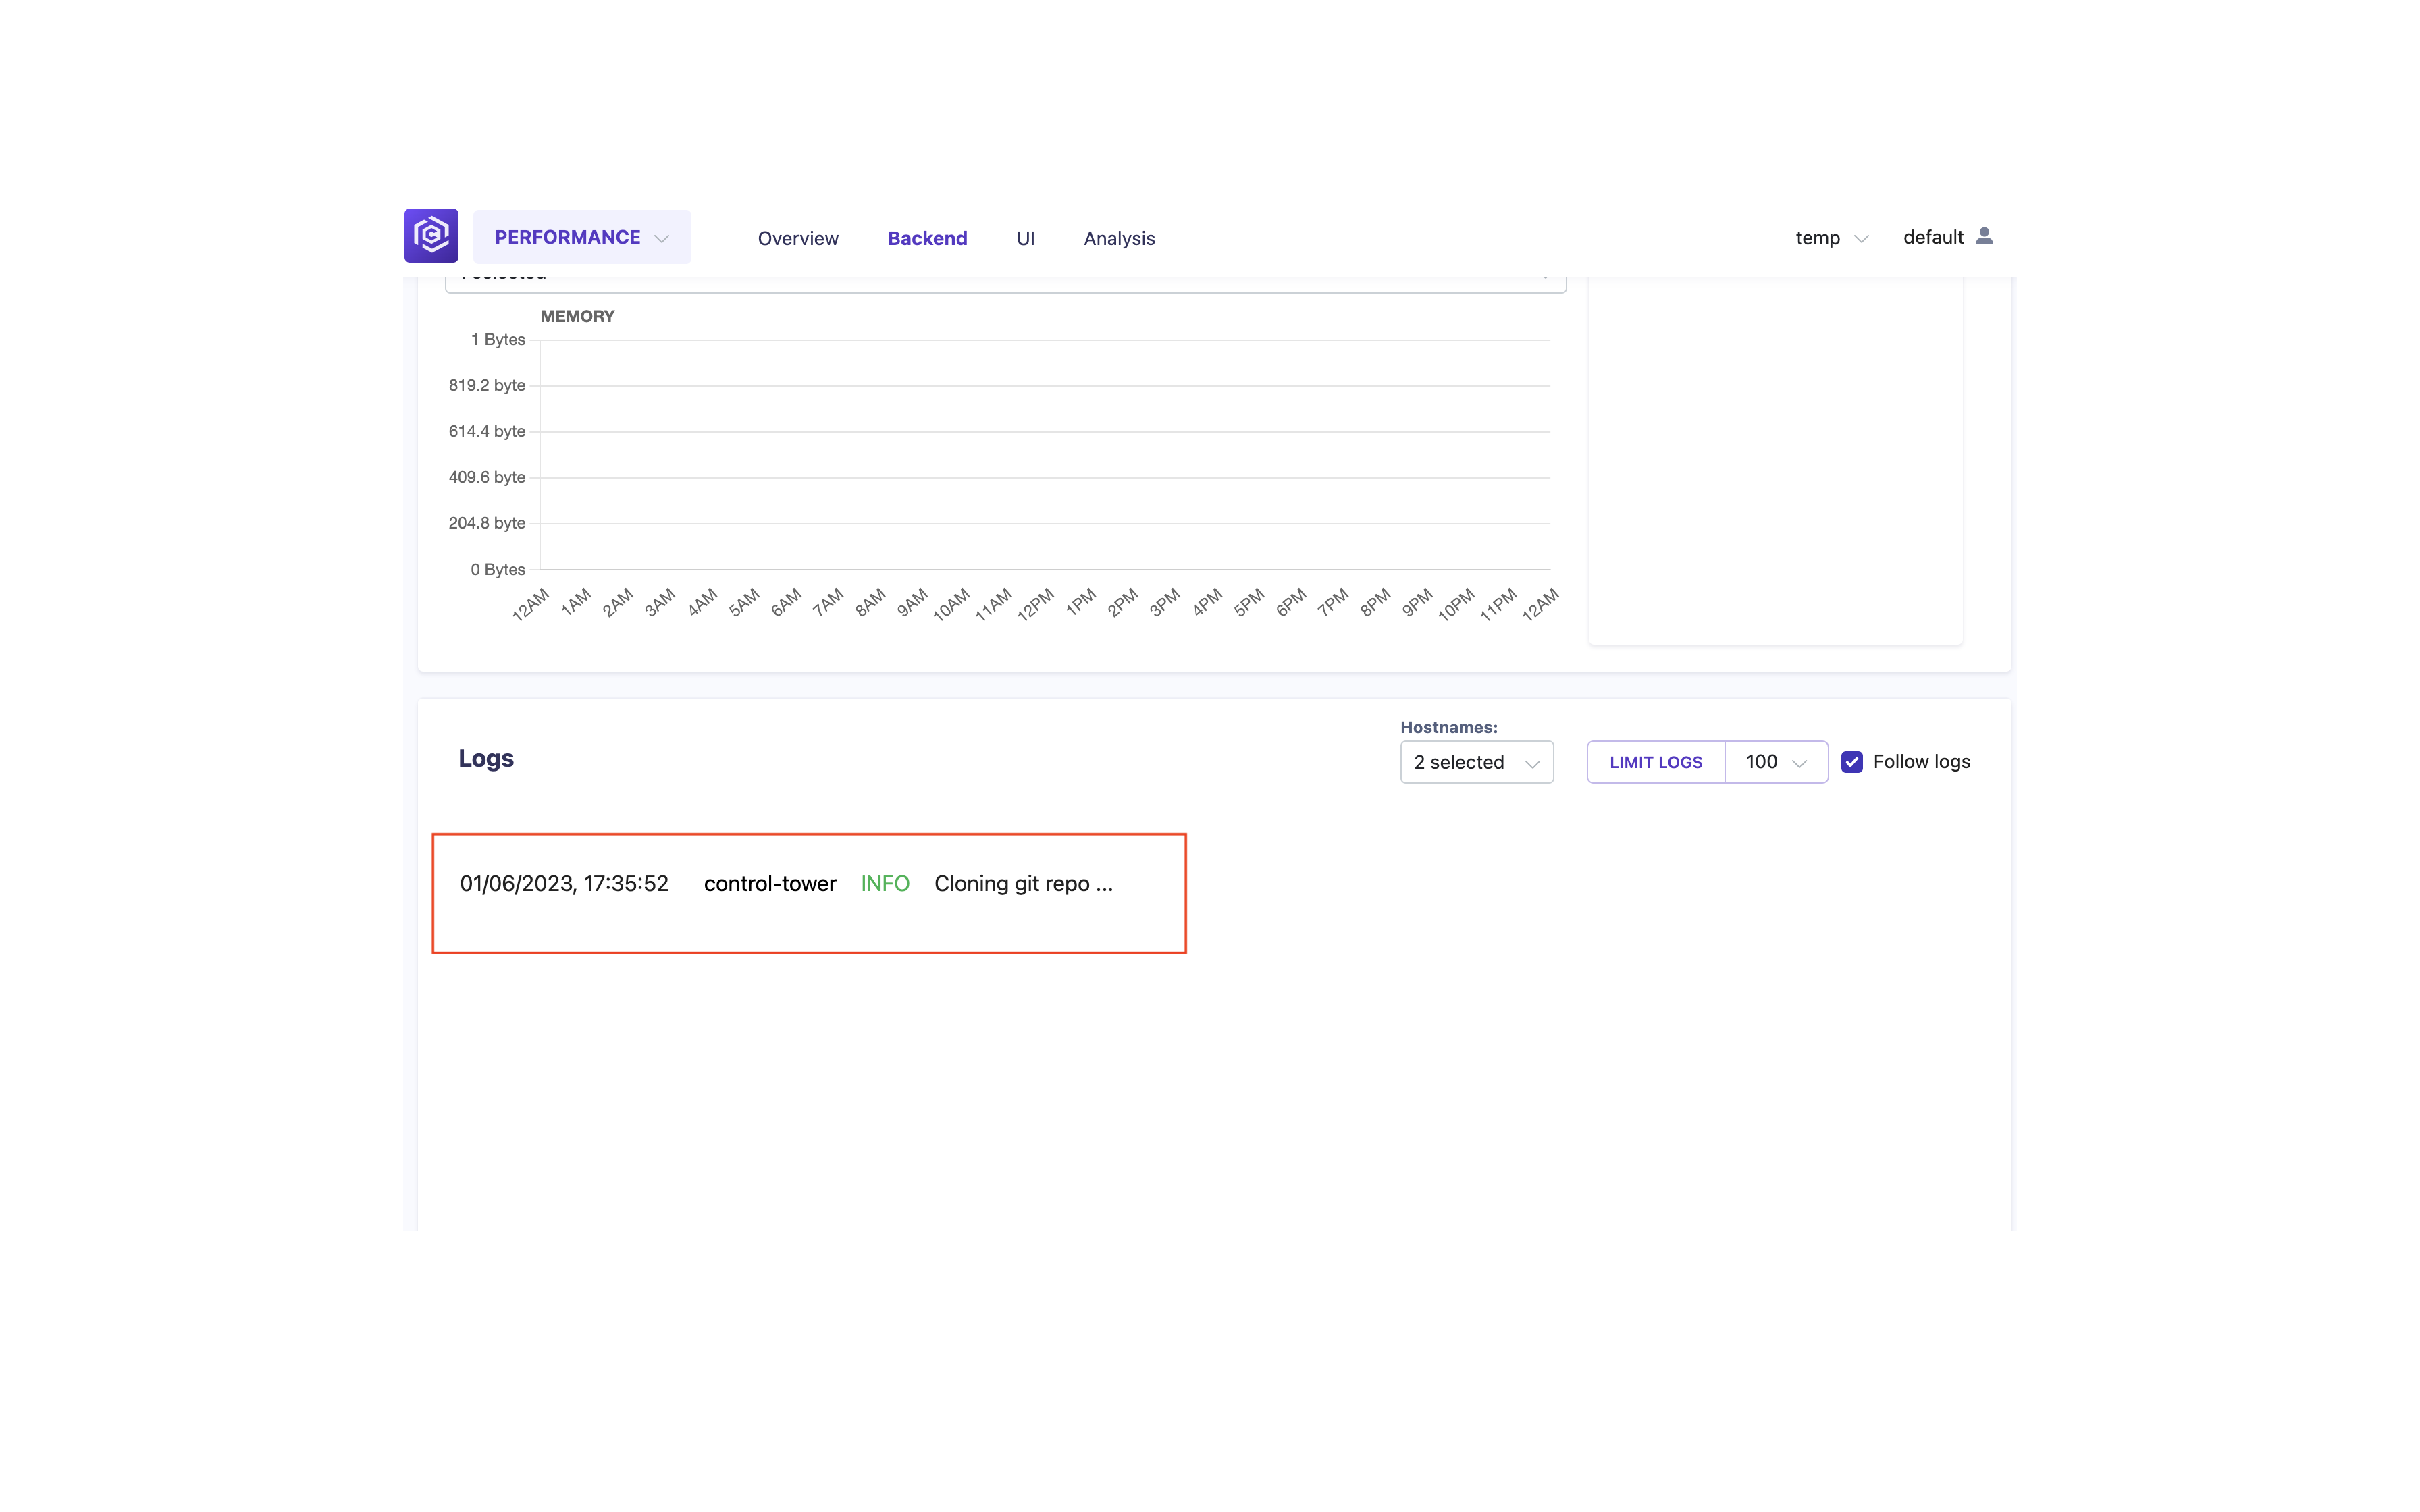 PERFORMANCE Overview Backend UI Analysis temp default
MEMORY
1 Bytes
819.2 byte
614.4 byte
409.6 byte
204.8 byte
0 Bytes
12AM 1AM 2AM 3AM 4AM 5AM 6AM 7AM 8AM 9AM 10AM 11AM 12PM 1PM 2PM 3PM 4PM 5PM 6PM 7PM 8PM 9PM 10PM 11PM 12AM
Hostnames:
Logs 2 selected LIMIT LOGS 100 Follow logs
01/06/2023, 17:35:52 control-tower INFO Cloning git repo ...